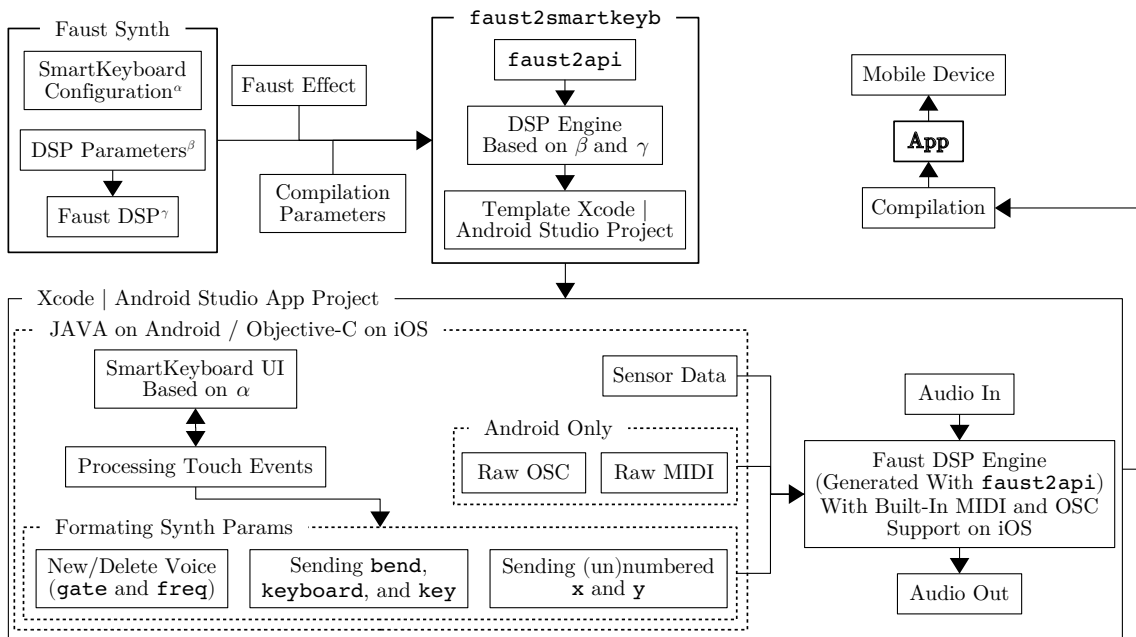 Faust Synth
SmartKeyboard
Configurationα
DSP Parametersβ
Faust DSPγ
Faust Effect
Compilation
Parameters
faust2smartkeyb
faust2api
DSP Engine
Based on β and γ
Template Xcode |
Android Studio Project
Mobile Device
App
Compilation
Xcode | Android Studio App Project
JAVA on Android / Objective-C on iOS
SmartKeyboard UI
Based on α
Processing Touch Events
Sensor Data
Android Only
Raw OSC
Raw MIDI
Formating Synth Params
New/Delete Voice
(gate and freq)
Sending bend,
keyboard, and key
Sending (un)numbered
x and y
Audio In
Faust DSP Engine
(Generated With faust2api)
With Built-In MIDI and OSC
Support on iOS
Audio Out